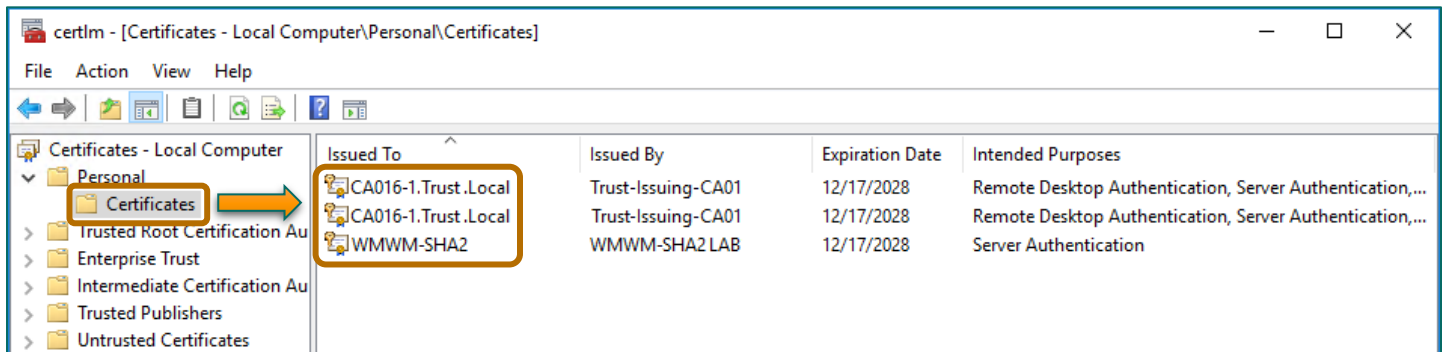 certlm - [Certificates - Local Computer\Personal\Certificates]
File Action View Help
Certificates - Local Computer
Personal
Certificates
Trusted Root Certification Au
Enterprise Trust
Intermediate Certification Au
Trusted Publishers
Untrusted Certificates
Issued To Issued By Expiration Date Intended Purposes
CA016-1.Trust.Local Trust-Issuing-CA01 12/17/2028 Remote Desktop Authentication, Server Authentication,...
CA016-1.Trust.Local Trust-Issuing-CA01 12/17/2028 Remote Desktop Authentication, Server Authentication,...
WMWM-SHA2 WMWM-SHA2 LAB 12/17/2028 Server Authentication